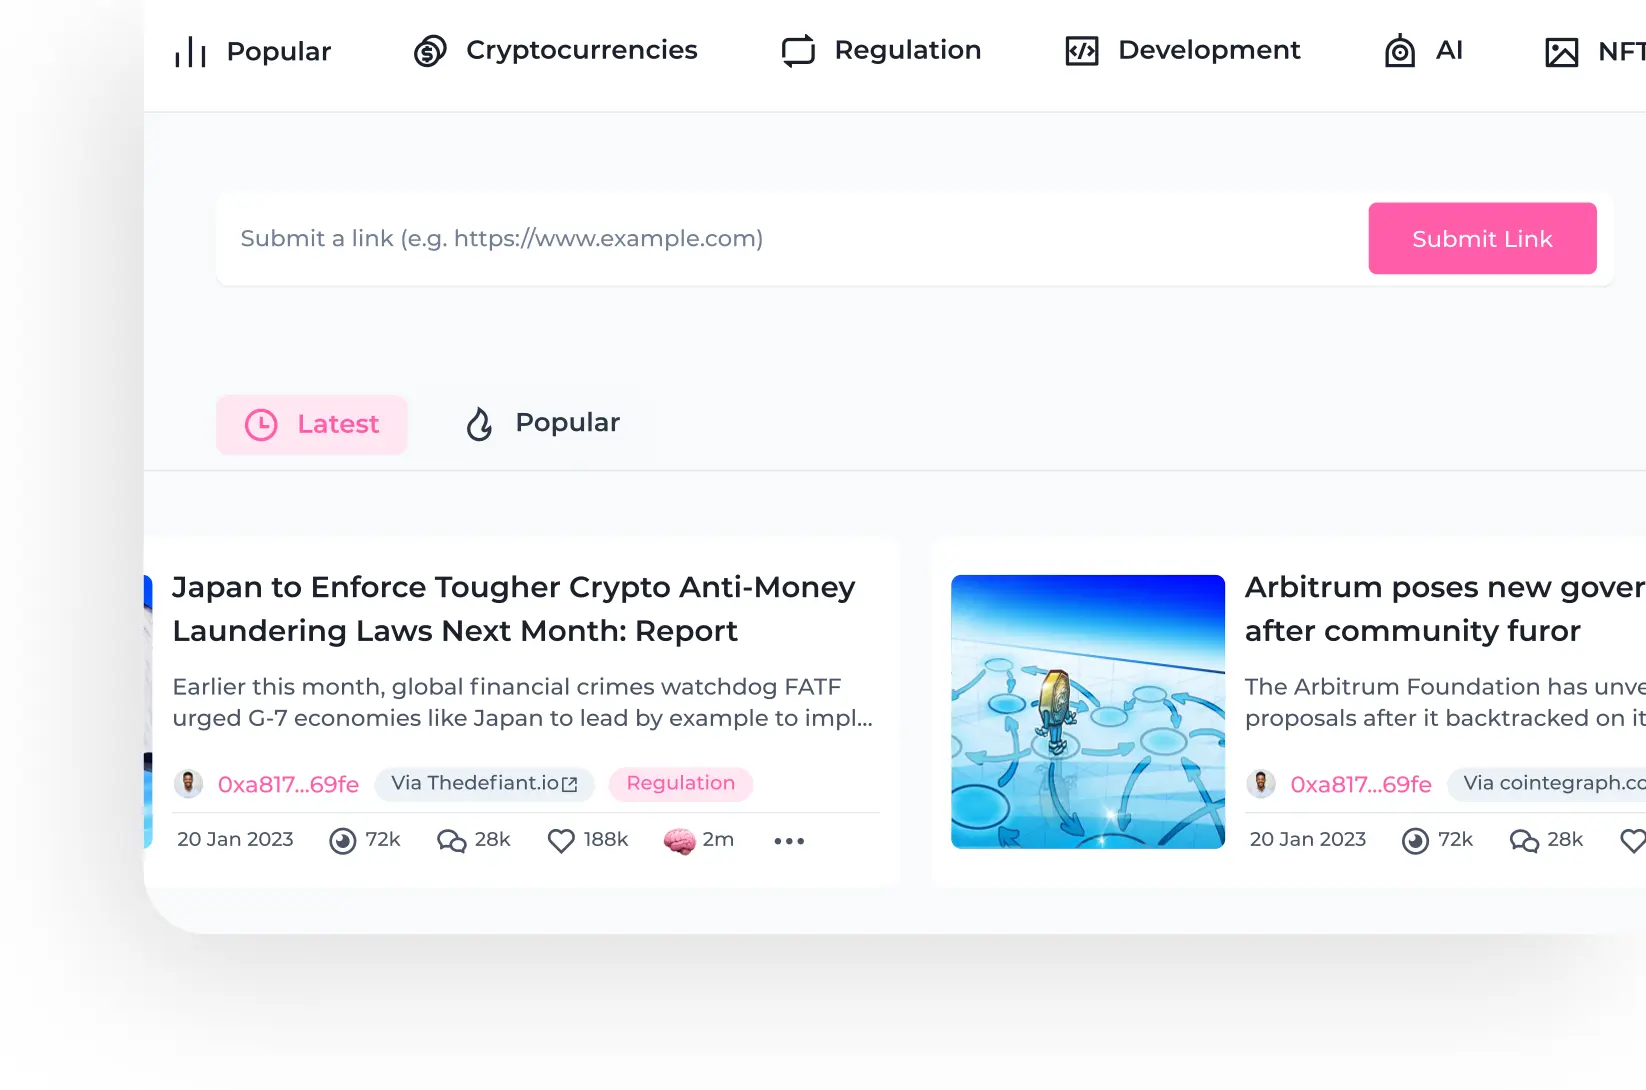 Popular
Cryptocurrencies
Regulation
Development
AI
NFT
Submit a link (e.g. https://www.example.com)
Submit Link
Latest
Popular
Japan to Enforce Tougher Crypto Anti-Money
Laundering Laws Next Month: Report
Earlier this month, global financial crimes watchdog FATF
urged G-7 economies like Japan to lead by example to impl...
0xa817...69fe
Via Thedefiant.io
Regulation
20 Jan 2023
72k
28k
188k
2m
Arbitrum poses new gover
after community furor
The Arbitrum Foundation has unve
proposals after it backtracked on it
0xa817...69fe
Via cointegraph.co
20 Jan 2023
72k
28k